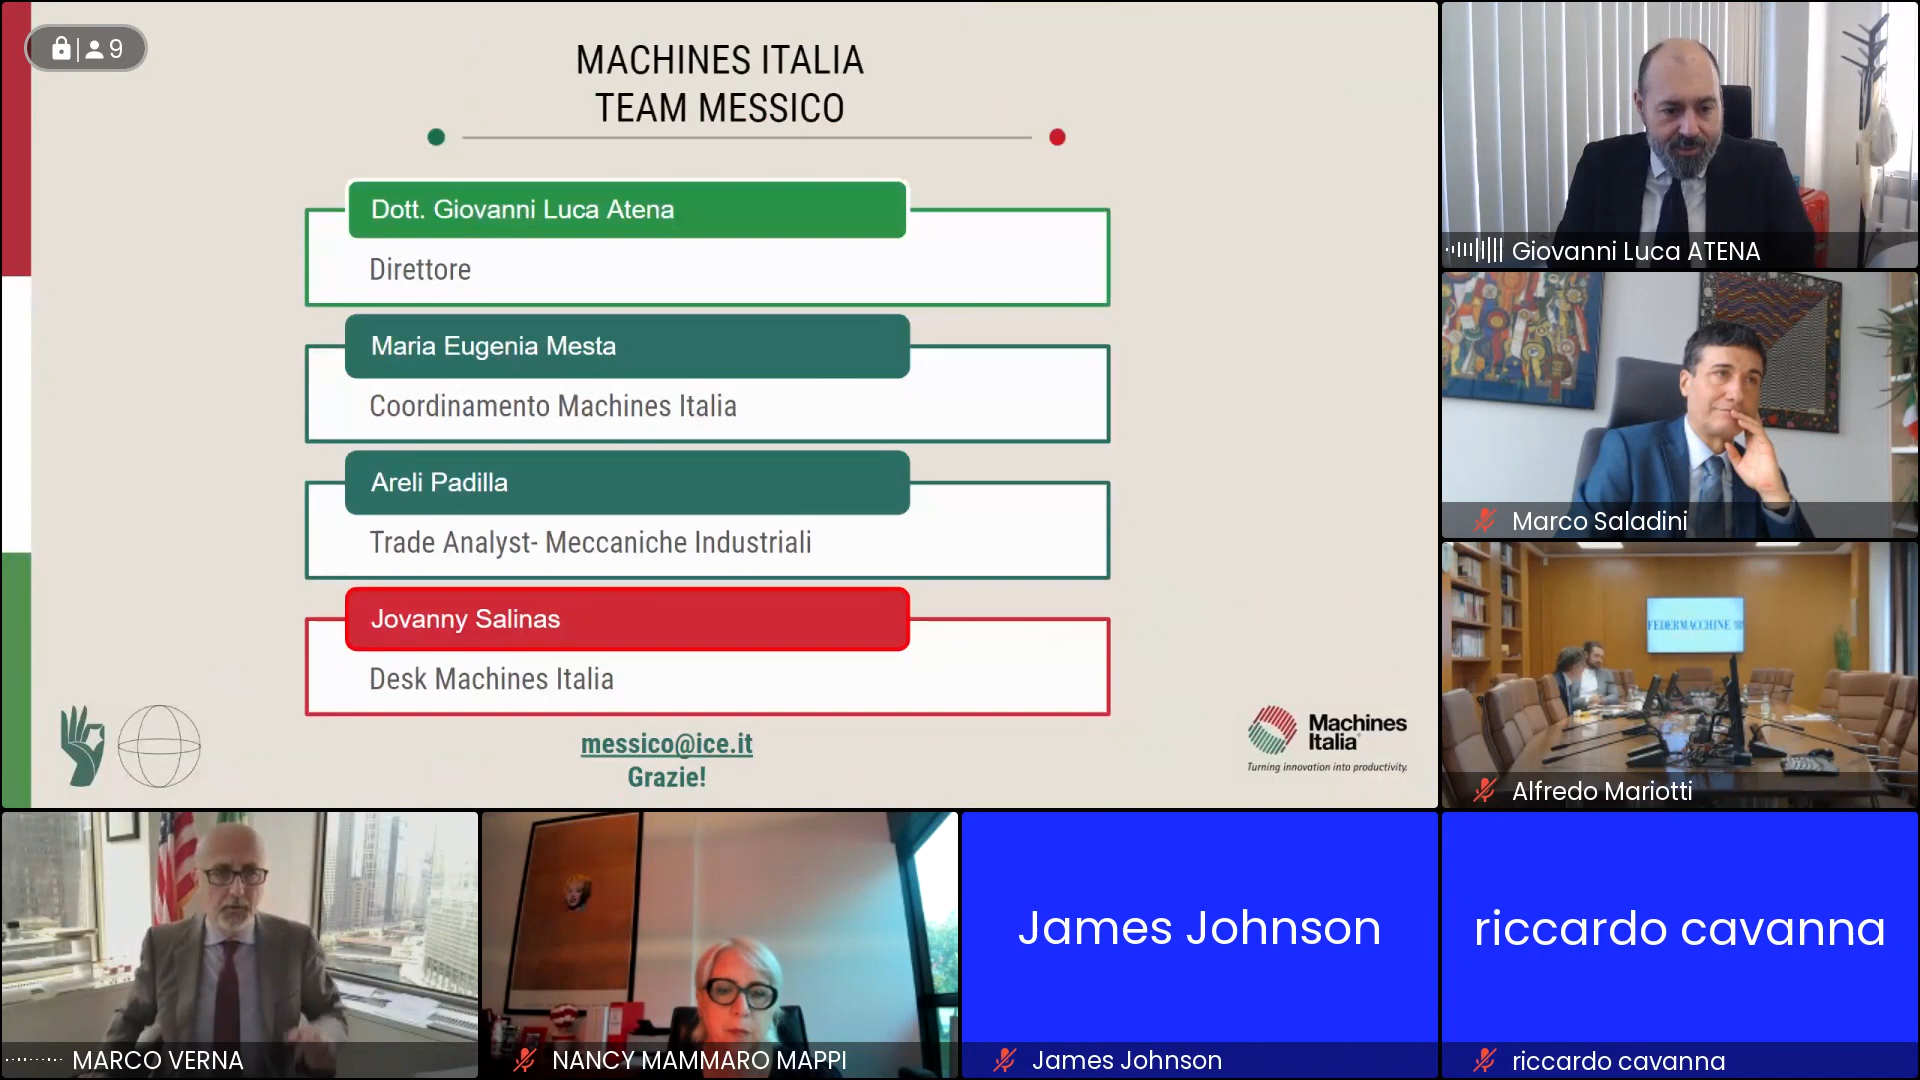 9
MACHINES ITALIA
TEAM MESSICO
Dott. Giovanni Luca Atena
Direttore
Maria Eugenia Mesta
Coordinamento Machines Italia
Areli Padilla
Trade Analyst- Meccaniche Industriali
Jovanny Salinas
Desk Machines Italia
messico@ice.it
Grazie!
Machines
Italia
Turning innovation into productivity.
Giovanni Luca ATENA
Marco Saladini
FEDERMACCHINE
Alfredo Mariotti
MARCO VERNA
NANCY MAMMARO MAPPI
James Johnson
James Johnson
riccardo cavanna
riccardo cavanna